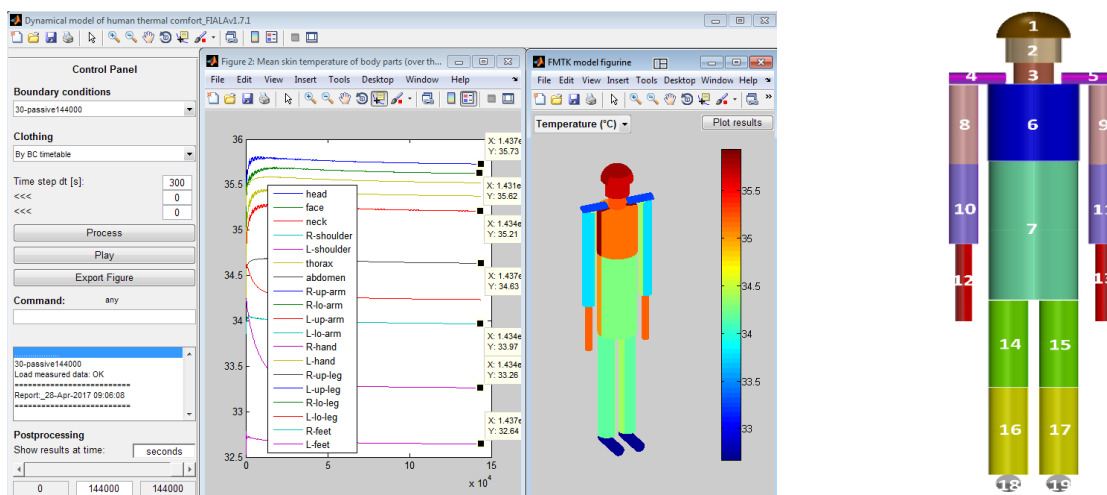 Dynamical model of human thermal comfort_FIALAv1.7.1
Control Panel
Boundary conditions
30-passive144000
Clothing
By BC timetable
Time step dt [s]:
300
<<<
0
<<<
0
Process
Play
Export Figure
Command:
any
30-passive144000
Load measured data: OK
===========================
Report:_28-Apr-2017 09:06:08
===========================
Postprocessing
Show results at time:
seconds
0
144000
144000
Figure 2: Mean skin temperature of body parts (over th...
File Edit View Insert Tools Desktop Window Help
36
35.5
35
34.5
34
33.5
33
32.5
0
5
10
15
x 10⁴
head
face
neck
R-shoulder
L-shoulder
thorax
abdomen
R-up-arm
R-lo-arm
L-up-arm
L-lo-arm
R-hand
L-hand
R-up-leg
L-up-leg
R-lo-leg
L-lo-leg
R-feet
L-feet
X: 1.437e
Y: 35.73
X: 1.431e
Y: 35.62
X: 1.434e
Y: 35.21
X: 1.437e
Y: 34.63
X: 1.434e
Y: 33.97
X: 1.434e
Y: 33.26
X: 1.437e
Y: 32.64
FMTK model figurine
File Edit View Insert Tools Desktop Window Help
Temperature (°C)
Plot results
35.5
35
34.5
34
33.5
33
1
2
4
3
5
8
6
9
10
7
11
12
13
14
15
16
17
18
19